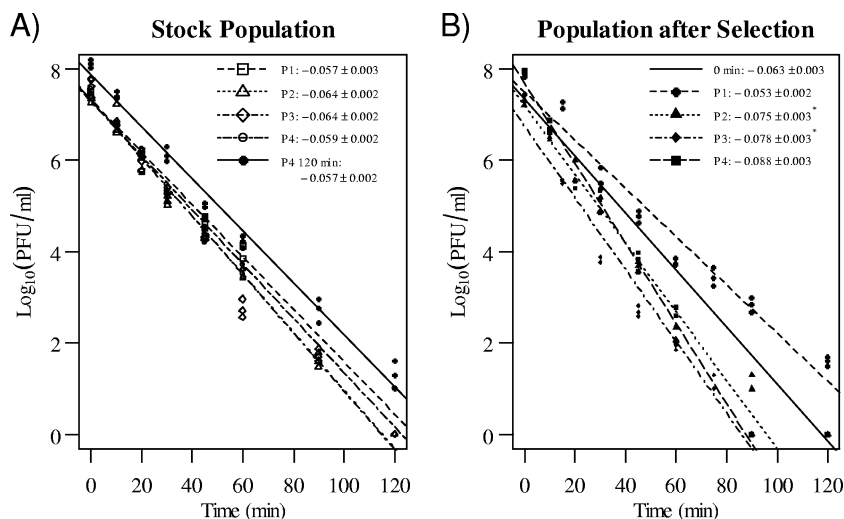 A) Stock Population
P1: −0.057 ± 0.003
P2: −0.064 ± 0.002
P3: −0.064 ± 0.002
P4: −0.059 ± 0.002
P4 120 min:
−0.057 ± 0.002
Log10(PFU/ml)
8
6
4
2
0
0 20 40 60 80 100 120
Time (min)
B) Population after Selection
0 min: −0.063 ± 0.003
P1: −0.053 ± 0.002
P2: −0.075 ± 0.003*
P3: −0.078 ± 0.003*
P4: −0.088 ± 0.003
Log10(PFU/ml)
8
6
4
2
0
0 20 40 60 80 100 120
Time (min)